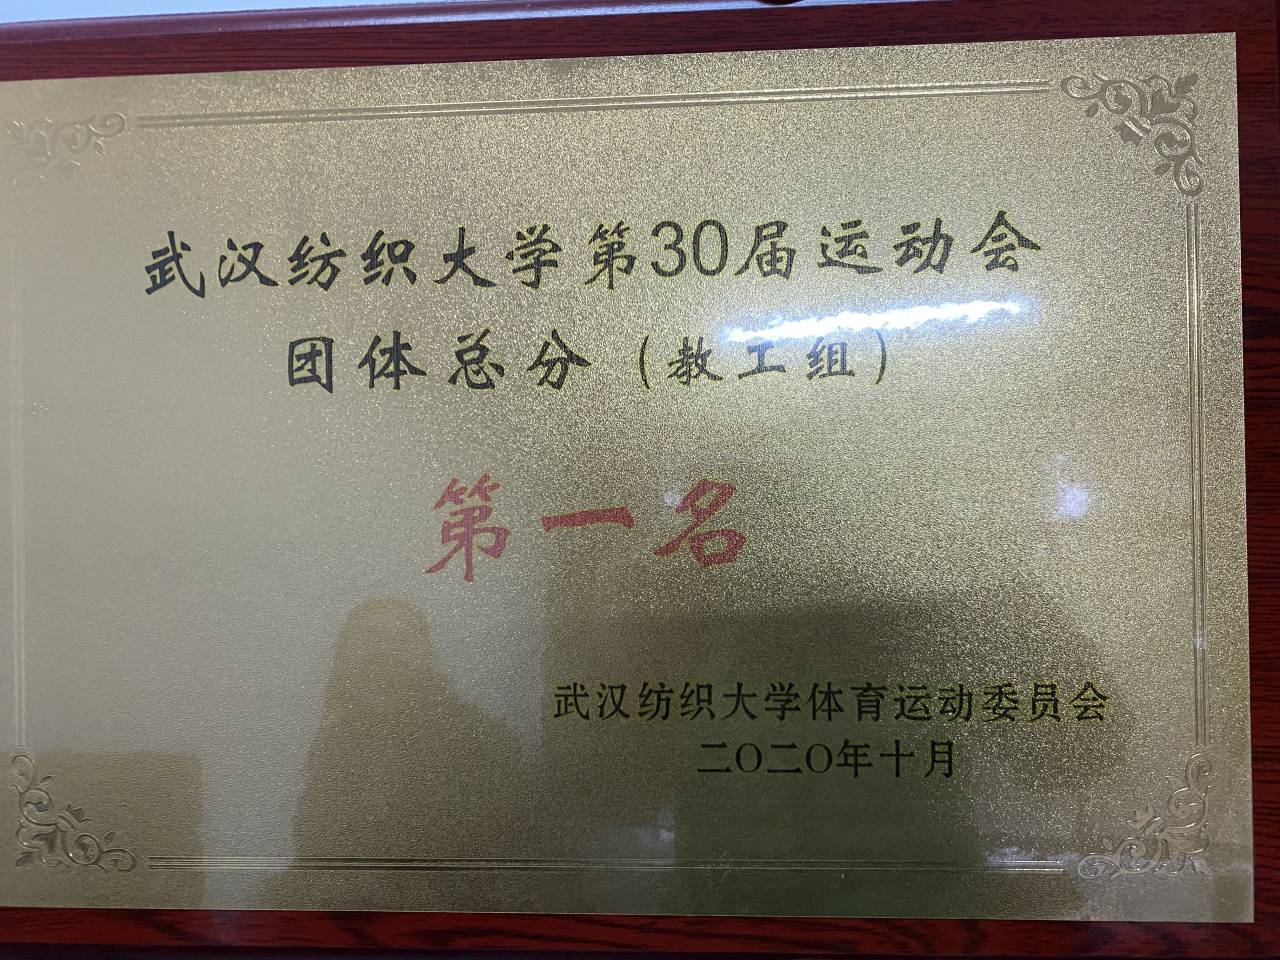 武汉纺织大学第30届运动会
团体总分（教工组）
第一名
武汉纺织大学体育运动委员会
二〇二〇年十月